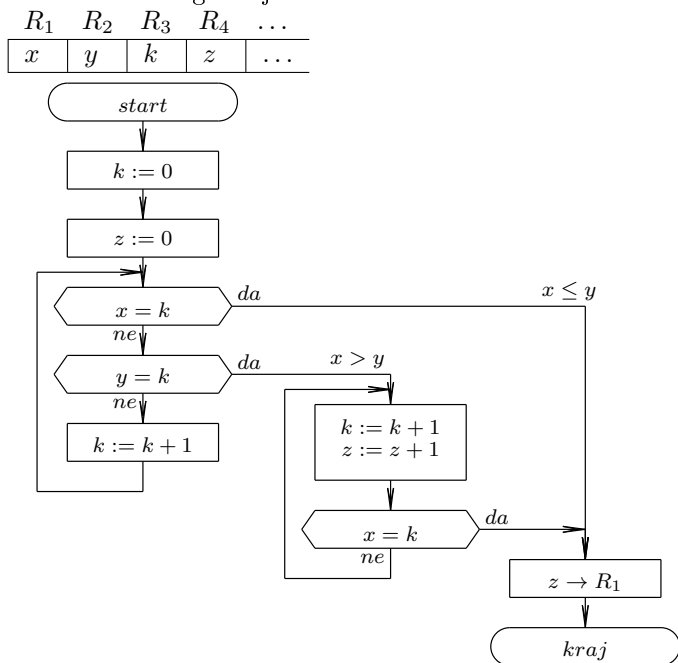 R₁ R₂ R₃ R₄ ...
x y k z ...
start
k := 0
z := 0
x = k
da
x ≤ y
ne
y = k
da
x > y
ne
k := k + 1
k := k + 1
z := z + 1
x = k
da
ne
z → R₁
kraj